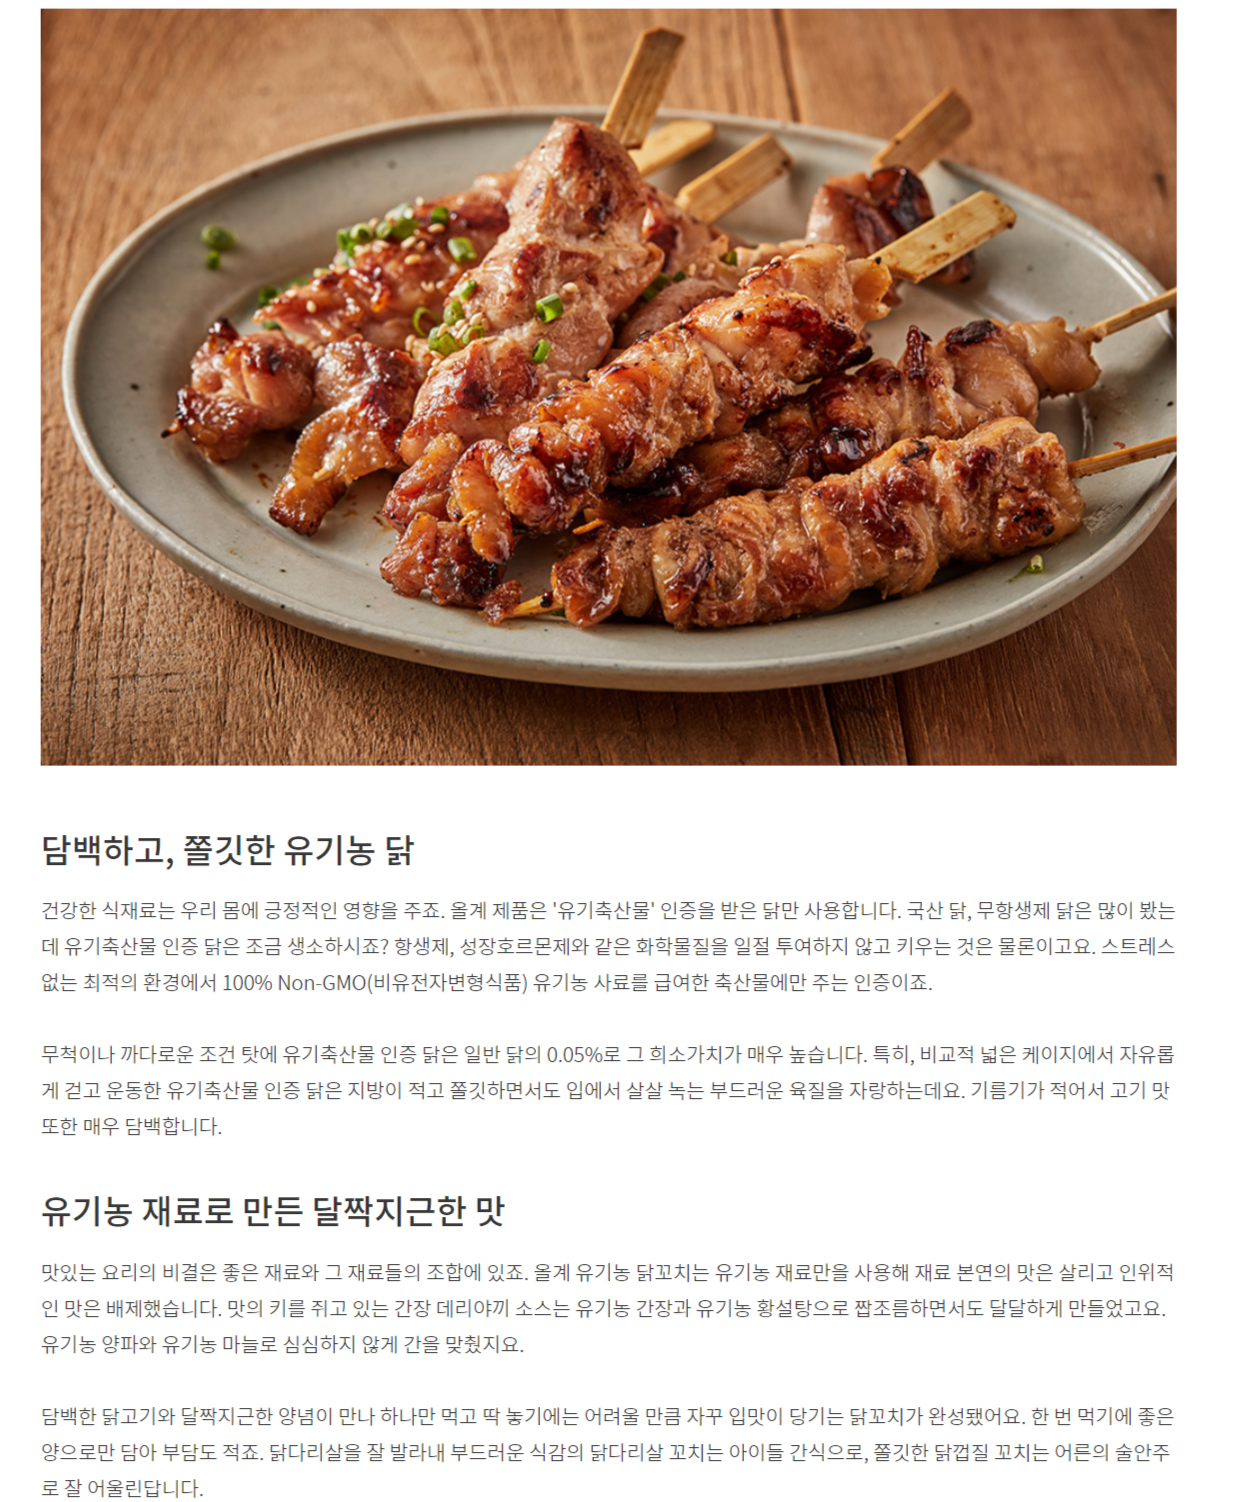 담백하고, 쫄깃한 유기농 닭
건강한 식재료는 우리 몸에 긍정적인 영향을 주죠. 올계 제품은 '유기축산물' 인증을 받은 닭만 사용합니다. 국산 닭, 무항생제 닭은 많이 봤는
데 유기축산물 인증 닭은 조금 생소하시죠? 항생제, 성장호르몬제와 같은 화학물질을 일절 투여하지 않고 키우는 것은 물론이고요. 스트레스
없는 최적의 환경에서 100% Non-GMO(비유전자변형식품) 유기농 사료를 급여한 축산물에만 주는 인증이죠.
무척이나 까다로운 조건 탓에 유기축산물 인증 닭은 일반 닭의 0.05%로 그 희소가치가 매우 높습니다. 특히, 비교적 넓은 케이지에서 자유롭
게 걷고 운동한 유기축산물 인증 닭은 지방이 적고 쫄깃하면서도 입에서 살살 녹는 부드러운 육질을 자랑하는데요. 기름기가 적어서 고기 맛
또한 매우 담백합니다.
유기농 재료로 만든 달짝지근한 맛
맛있는 요리의 비결은 좋은 재료와 그 재료들의 조합에 있죠. 올계 유기농 닭꼬치는 유기농 재료만을 사용해 재료 본연의 맛은 살리고 인위적
인 맛은 배제했습니다. 맛의 키를 쥐고 있는 간장 데리야끼 소스는 유기농 간장과 유기농 황설탕으로 짭조름하면서도 달달하게 만들었고요.
유기농 양파와 유기농 마늘로 심심하지 않게 간을 맞췄지요.
담백한 닭고기와 달짝지근한 양념이 만나 하나만 먹고 딱 놓기에는 어려울 만큼 자꾸 입맛이 당기는 닭꼬치가 완성됐어요. 한 번 먹기에 좋은
양으로만 담아 부담도 적죠. 닭다리살을 잘 발라내 부드러운 식감의 닭다리살 꼬치는 아이들 간식으로, 쫄깃한 닭껍질 꼬치는 어른의 술안주
로 잘 어울린답니다.